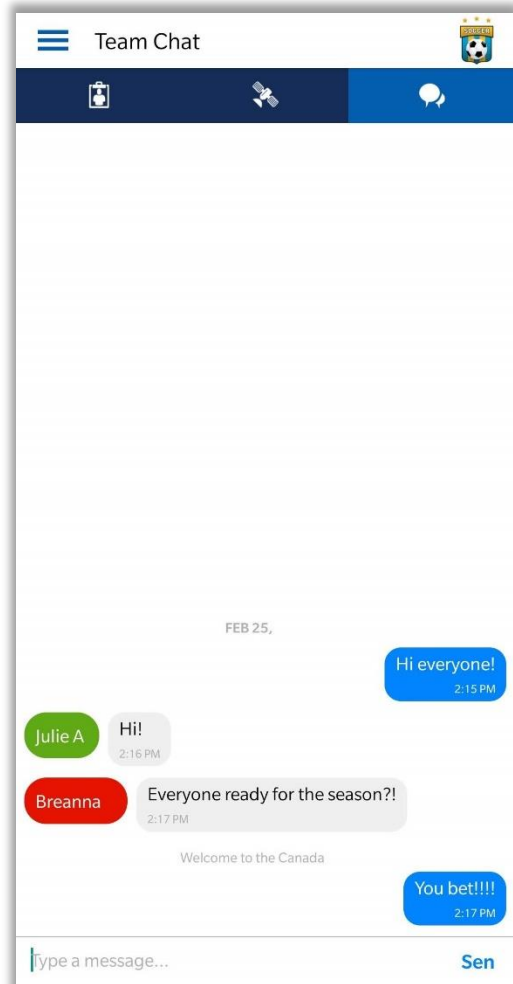 Team Chat
SOCCER
FEB 25,
Hi everyone!
2:15 PM
Julie A
Hi!
2:16 PM
Breanna
Everyone ready for the season?!
2:17 PM
Welcome to the Canada
You bet!!!!
2:17 PM
Type a message...
Sen